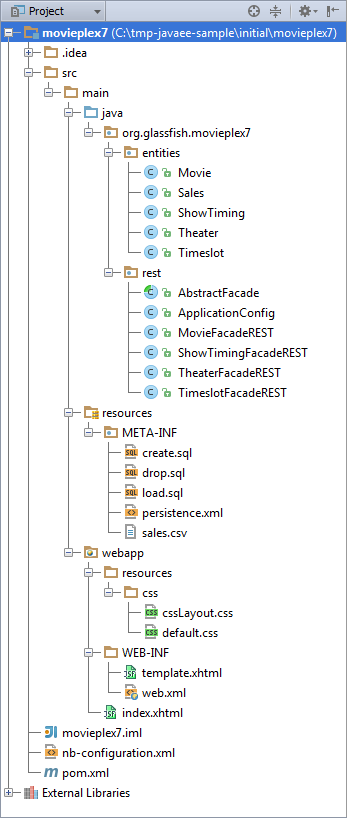 Project
movieplex7 (C:\tmp-javaee-sample\initial\movieplex7)
.idea
src
main
java
org.glassfish.movieplex7
entities
Movie
Sales
ShowTiming
Theater
Timeslot
rest
AbstractFacade
ApplicationConfig
MovieFacadeREST
ShowTimingFacadeREST
TheaterFacadeREST
TimeslotFacadeREST
resources
META-INF
create.sql
drop.sql
load.sql
persistence.xml
sales.csv
webapp
resources
css
cssLayout.css
default.css
WEB-INF
template.xhtml
web.xml
index.xhtml
movieplex7.iml
nb-configuration.xml
pom.xml
External Libraries